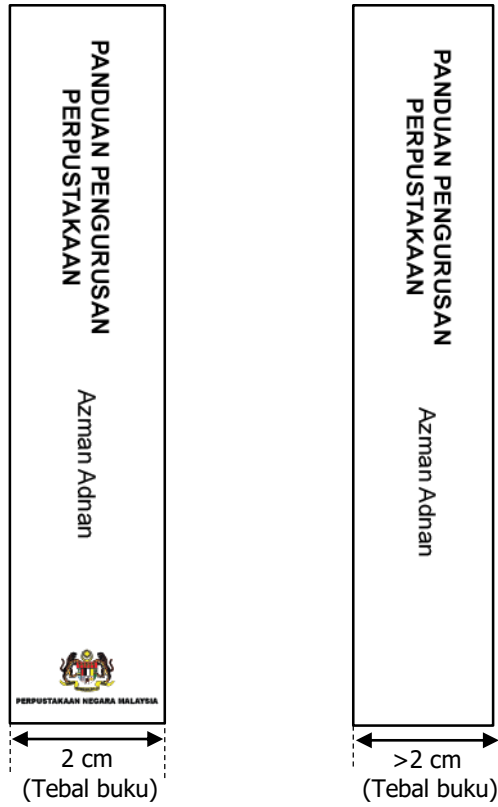 PANDUAN PENGURUSAN
PERPUSTAKAAN
Azman Adnan
PERPUSTAKAAN NEGARA MALAYSIA
2 cm
(Tebal buku)
PANDUAN PENGURUSAN
PERPUSTAKAAN
Azman Adnan
>2 cm
(Tebal buku)